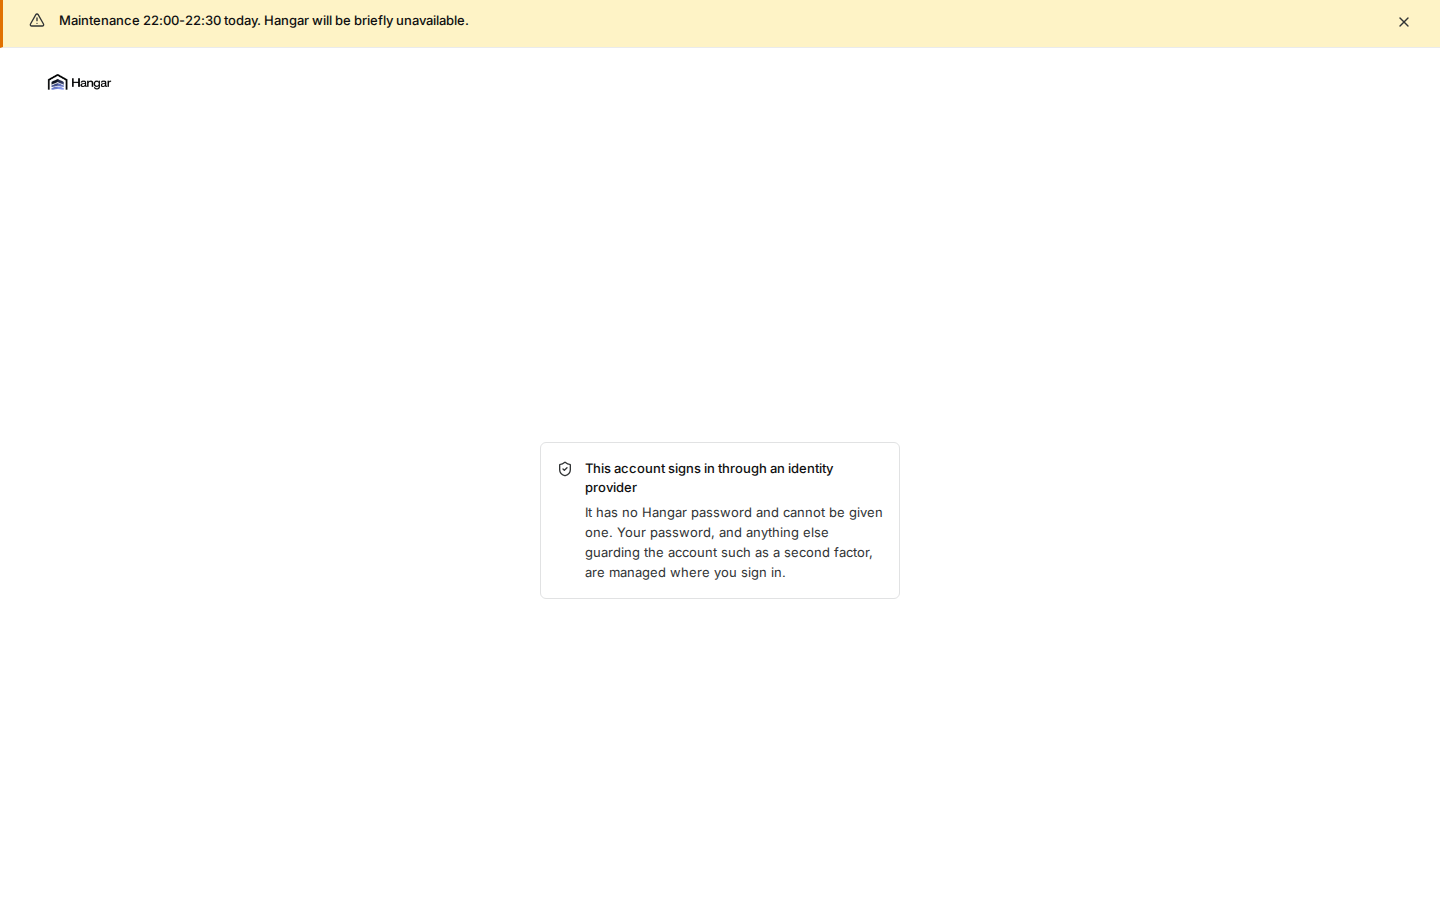 Maintenance 22:00-22:30 today. Hangar will be briefly unavailable.
Hangar
This account signs in through an identity
provider
It has no Hangar password and cannot be given
one. Your password, and anything else
guarding the account such as a second factor,
are managed where you sign in.